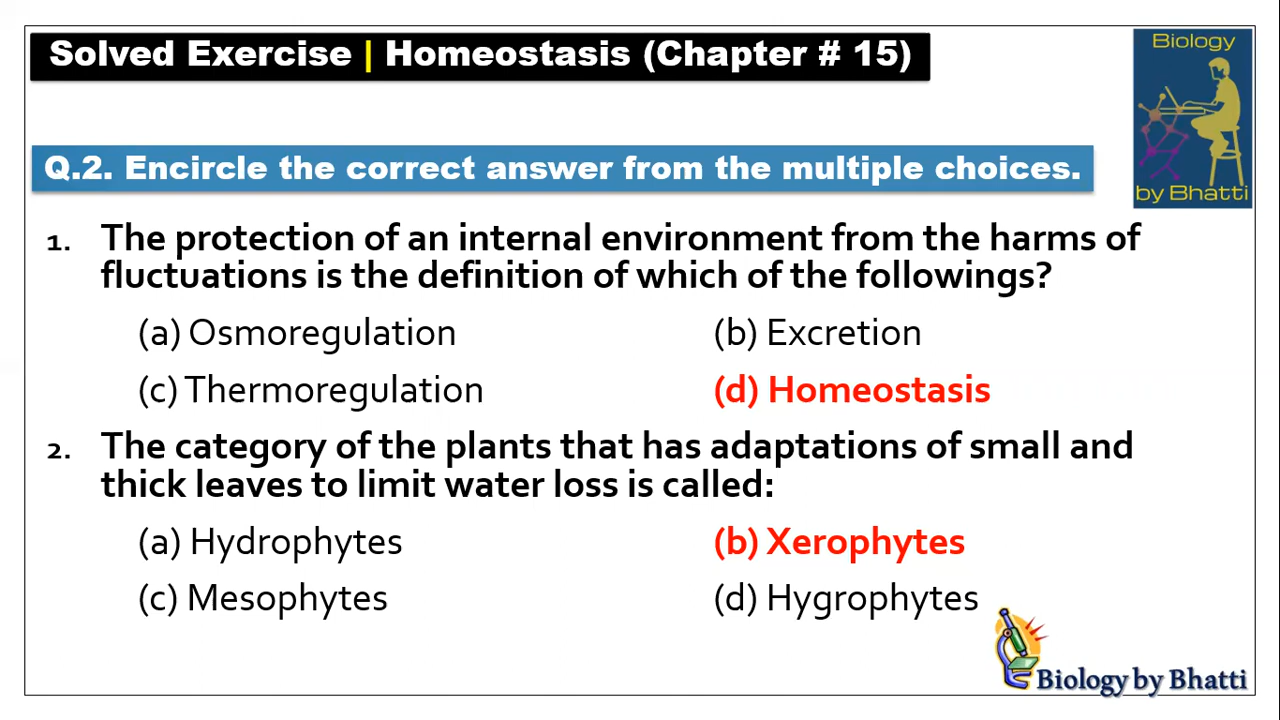 Solved Exercise | Homeostasis (Chapter # 15)
Biology
by Bhatti
Q.2. Encircle the correct answer from the multiple choices.
1. The protection of an internal environment from the harms of
fluctuations is the definition of which of the followings?
(a) Osmoregulation (b) Excretion
(c) Thermoregulation (d) Homeostasis
2. The category of the plants that has adaptations of small and
thick leaves to limit water loss is called:
(a) Hydrophytes (b) Xerophytes
(c) Mesophytes (d) Hygrophytes
Biology by Bhatti